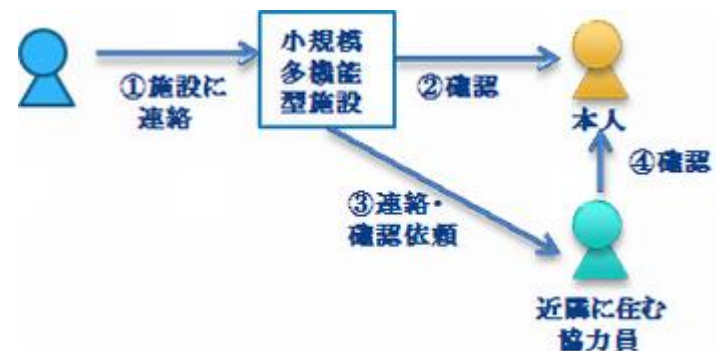 小規模
多機能
型施設
①施設に
連絡
②確認
本人
④確認
③連絡・
確認依頼
近隣に住む
協力員